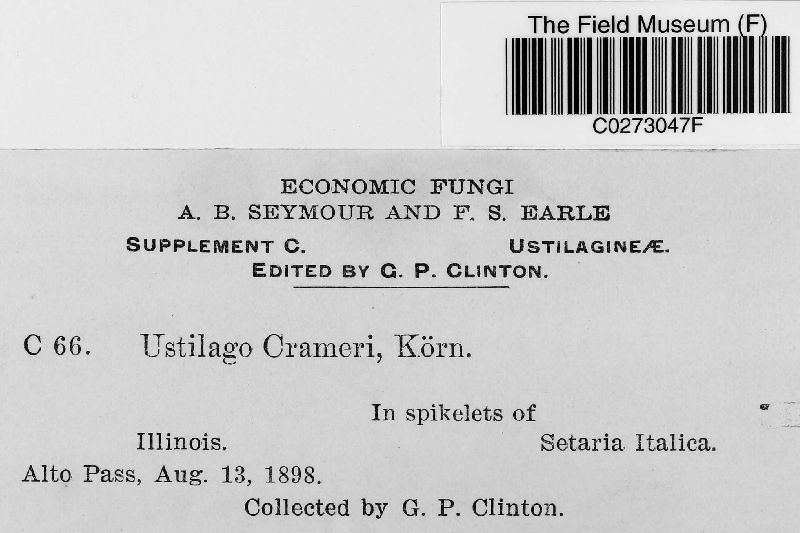 The Field Museum (F)
C0273047F
ECONOMIC FUNGI
A. B. SEYMOUR AND F. S. EARLE
SUPPLEMENT C. USTILAGINEÆ.
EDITED BY G. P. CLINTON.
C 66. Ustilago Crameri, Körn.
In spikelets of
Illinois. Setaria Italica.
Alto Pass, Aug. 13, 1898.
Collected by G. P. Clinton.